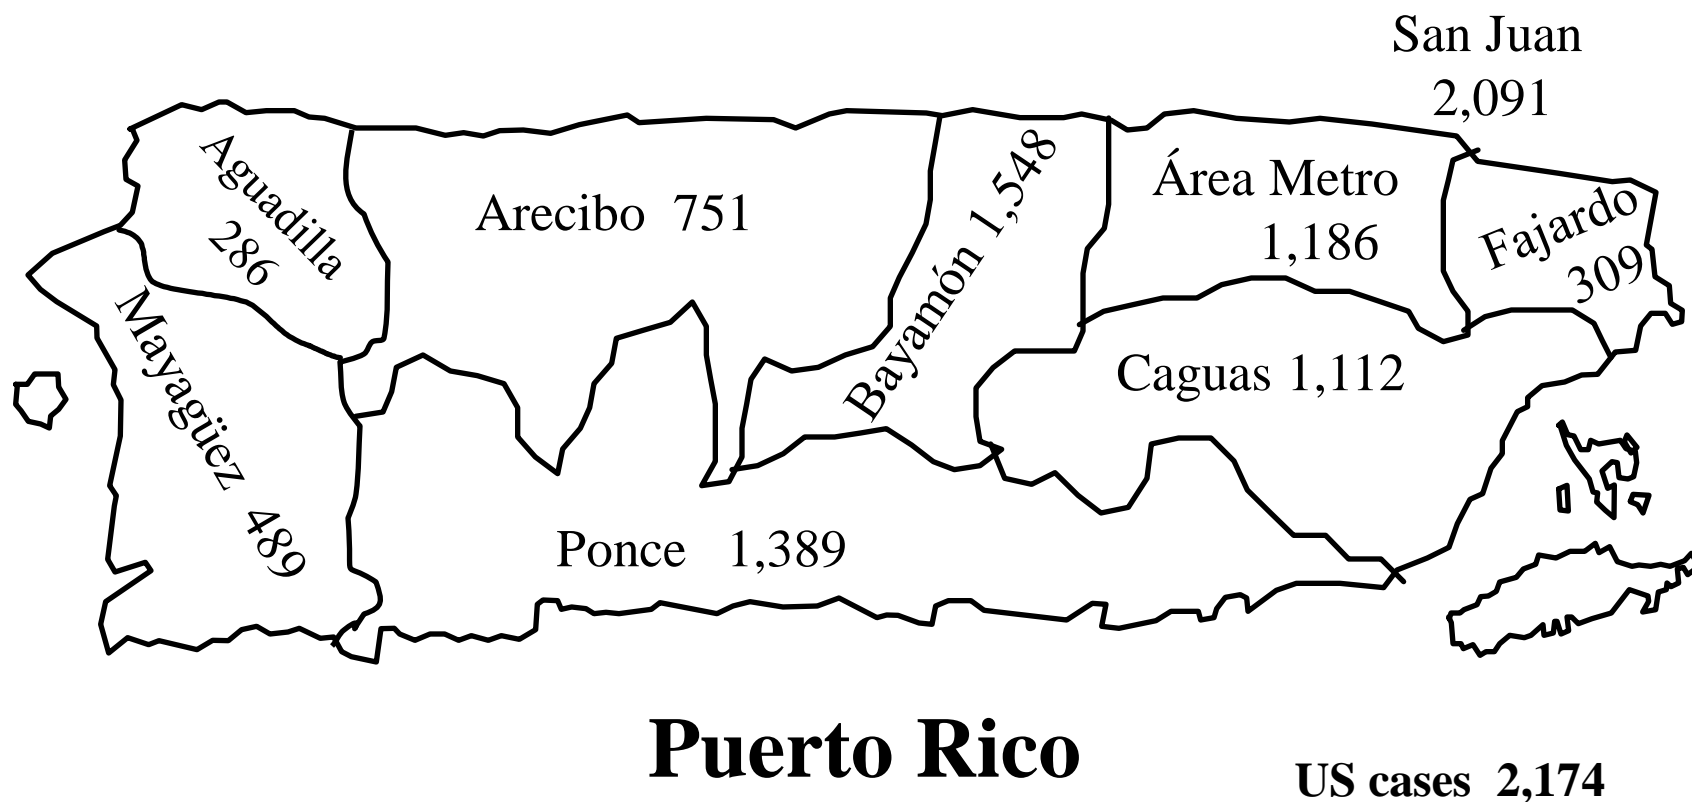 San Juan
2,091
Aguadilla
286
Arecibo 751
Bayamón 1,548
Área Metro
1,186
Fajardo
309
Mayagüez 489
Caguas 1,112
Ponce 1,389
Puerto Rico
US cases 2,174